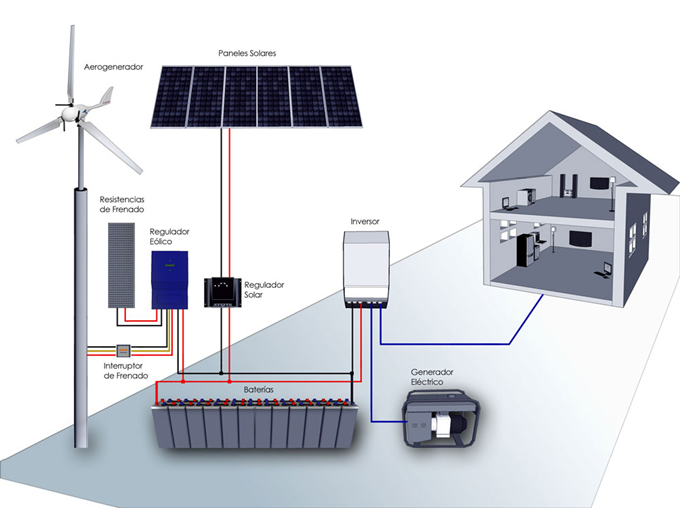 Paneles Solares
Aerogenerador
Resistencias
de Frenado
Regulador
Eólico
Inversor
Regulador
Solar
Interruptor
de Frenado
Generador
Eléctrico
Baterías